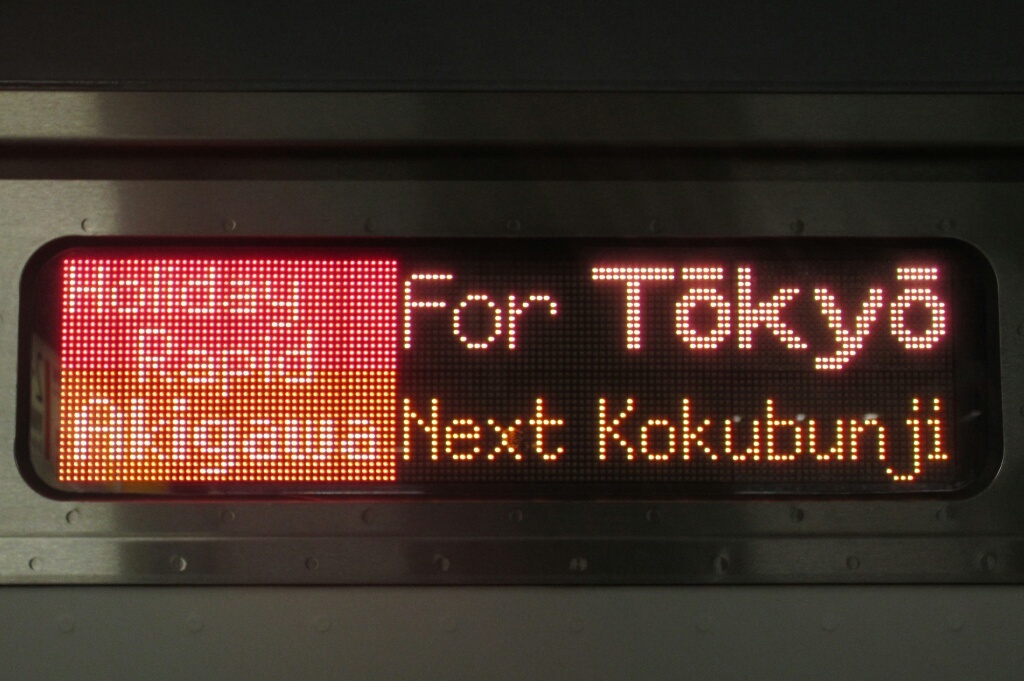 Holiday
Rapid
Akigawa
For Tōkyō
Next Kokubunji